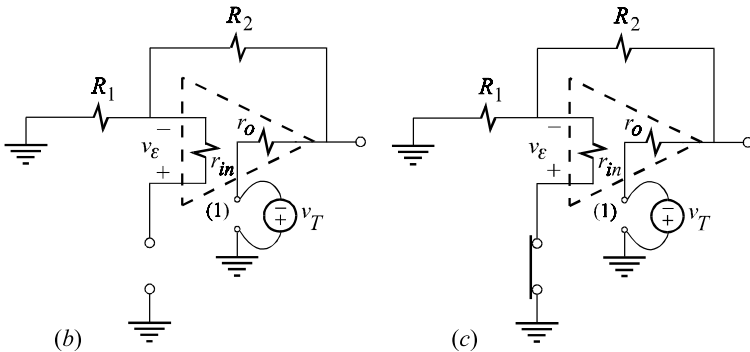 R2
R1
−
vε
+
rin
ro
(1)
−
+
vT
(b)
R2
R1
−
vε
+
rin
ro
(1)
−
+
vT
(c)